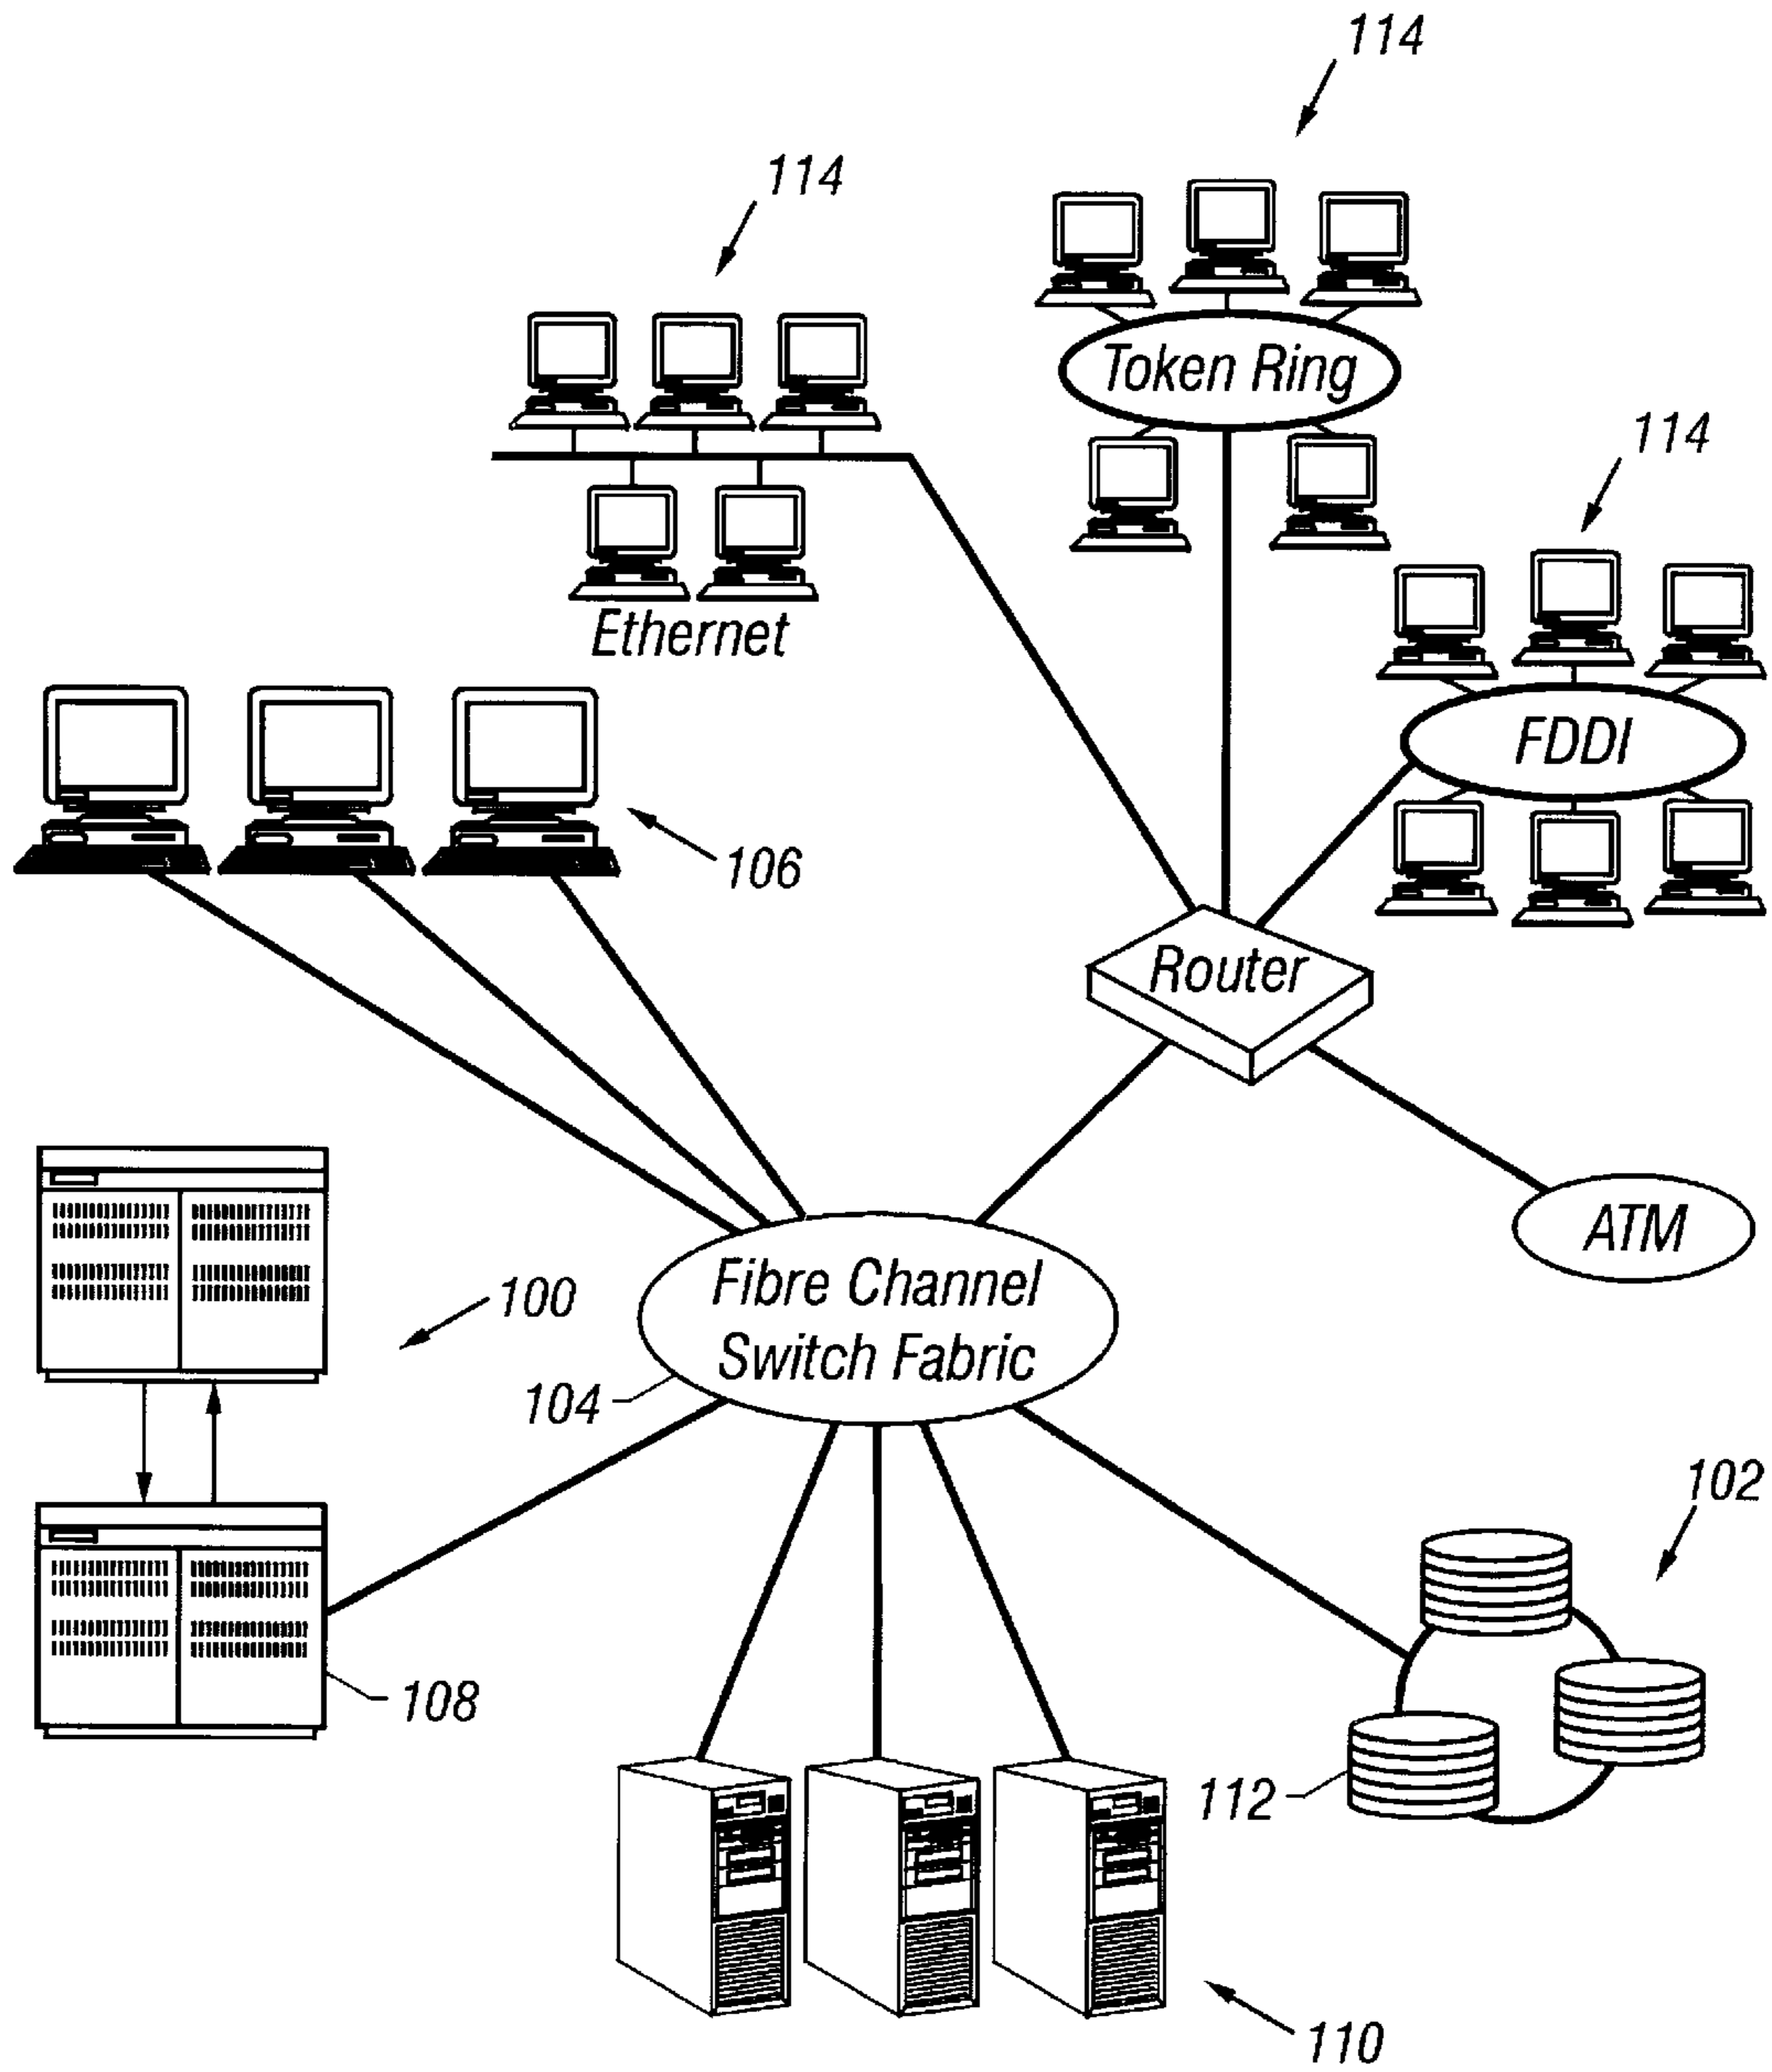 114
114
Token Ring
114
Ethernet
FDDI
106
Router
ATM
100
Fibre Channel
Switch Fabric
104
102
108
112
110